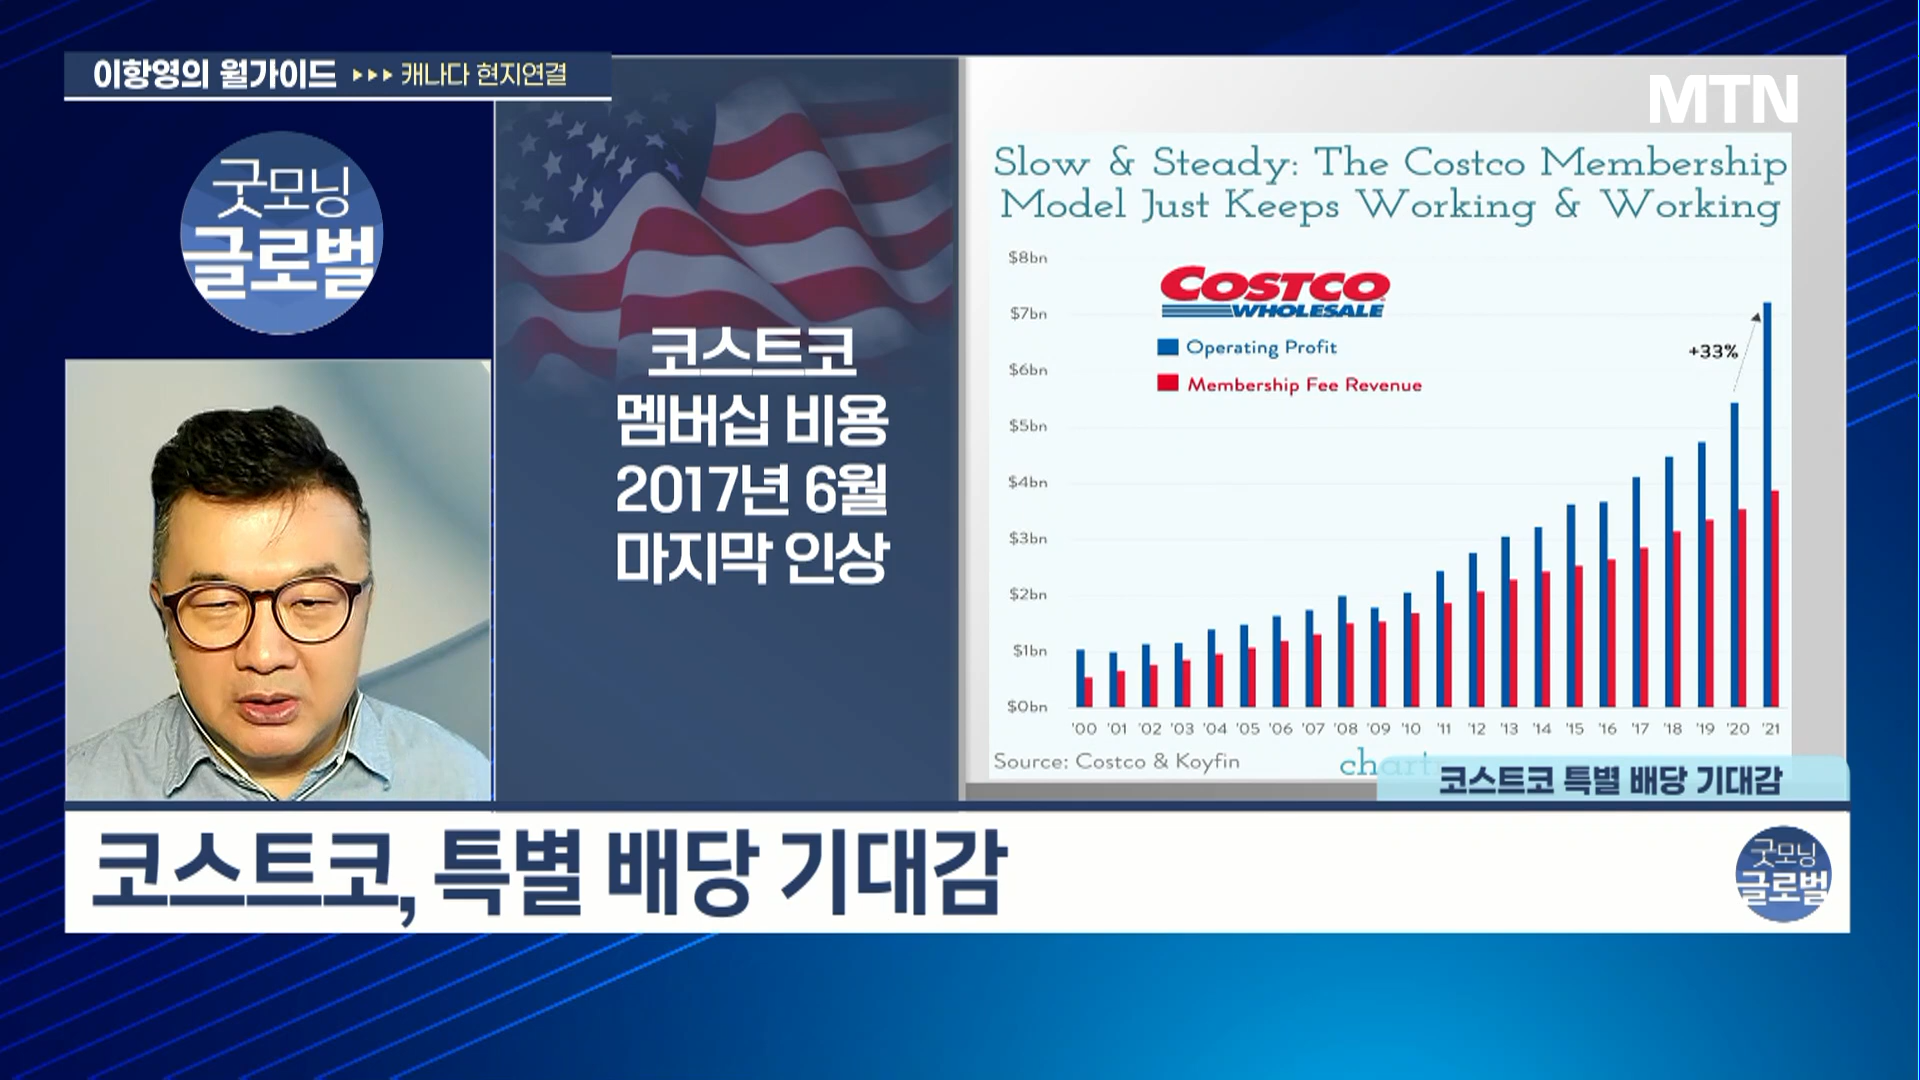 이항영의 월가이드 ▸▸▸ 캐나다 현지연결
MTN
굿모닝
글로벌
코스트코
멤버십 비용
2017년 6월
마지막 인상
Slow & Steady: The Costco Membership
Model Just Keeps Working & Working
COSTCO
WHOLESALE
Operating Profit
Membership Fee Revenue
+33%
$8bn
$7bn
$6bn
$5bn
$4bn
$3bn
$2bn
$1bn
$0bn
'00 '01 '02 '03 '04 '05 '06 '07 '08 '09 '10 '11 '12 '13 '14 '15 '16 '17 '18 '19 '20 '21
Source: Costco & Koyfin
chart
코스트코 특별 배당 기대감
코스트코, 특별 배당 기대감
굿모닝
글로벌